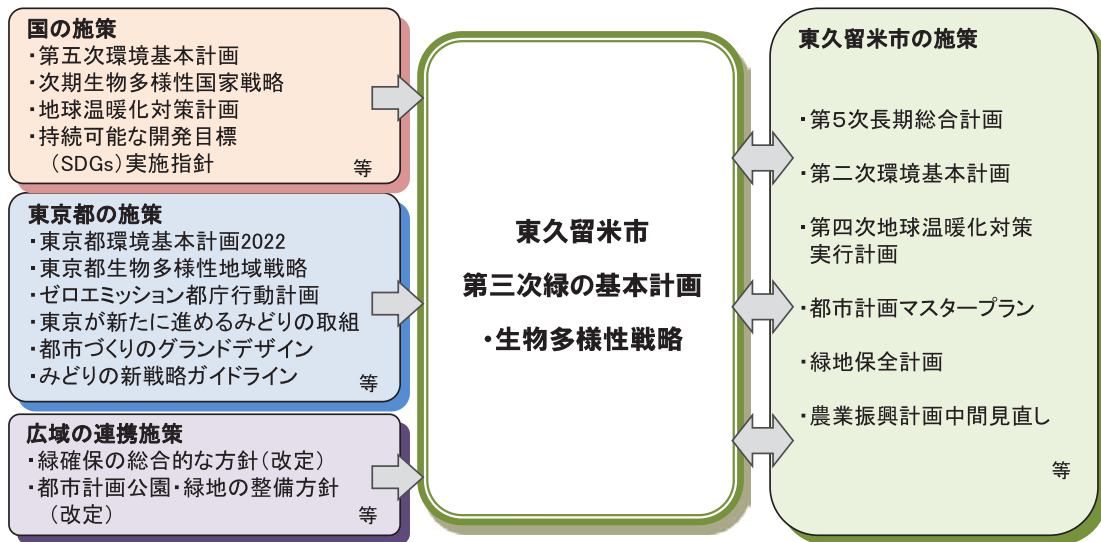 国の施策
・第五次環境基本計画
・次期生物多様性国家戦略
・地球温暖化対策計画
・持続可能な開発目標
（SDGs）実施指針
等
東京都の施策
・東京都環境基本計画2022
・東京都生物多様性地域戦略
・ゼロエミッション都庁行動計画
・東京が新たに進めるみどりの取組
・都市づくりのグランドデザイン
・みどりの新戦略ガイドライン
等
広域の連携施策
・緑確保の総合的な方針（改定）
・都市計画公園・緑地の整備方針
（改定）
等
東久留米市
第三次緑の基本計画
・生物多様性戦略
東久留米市の施策
・第５次長期総合計画
・第二次環境基本計画
・第四次地球温暖化対策
実行計画
・都市計画マスタープラン
・緑地保全計画
・農業振興計画中間見直し
等